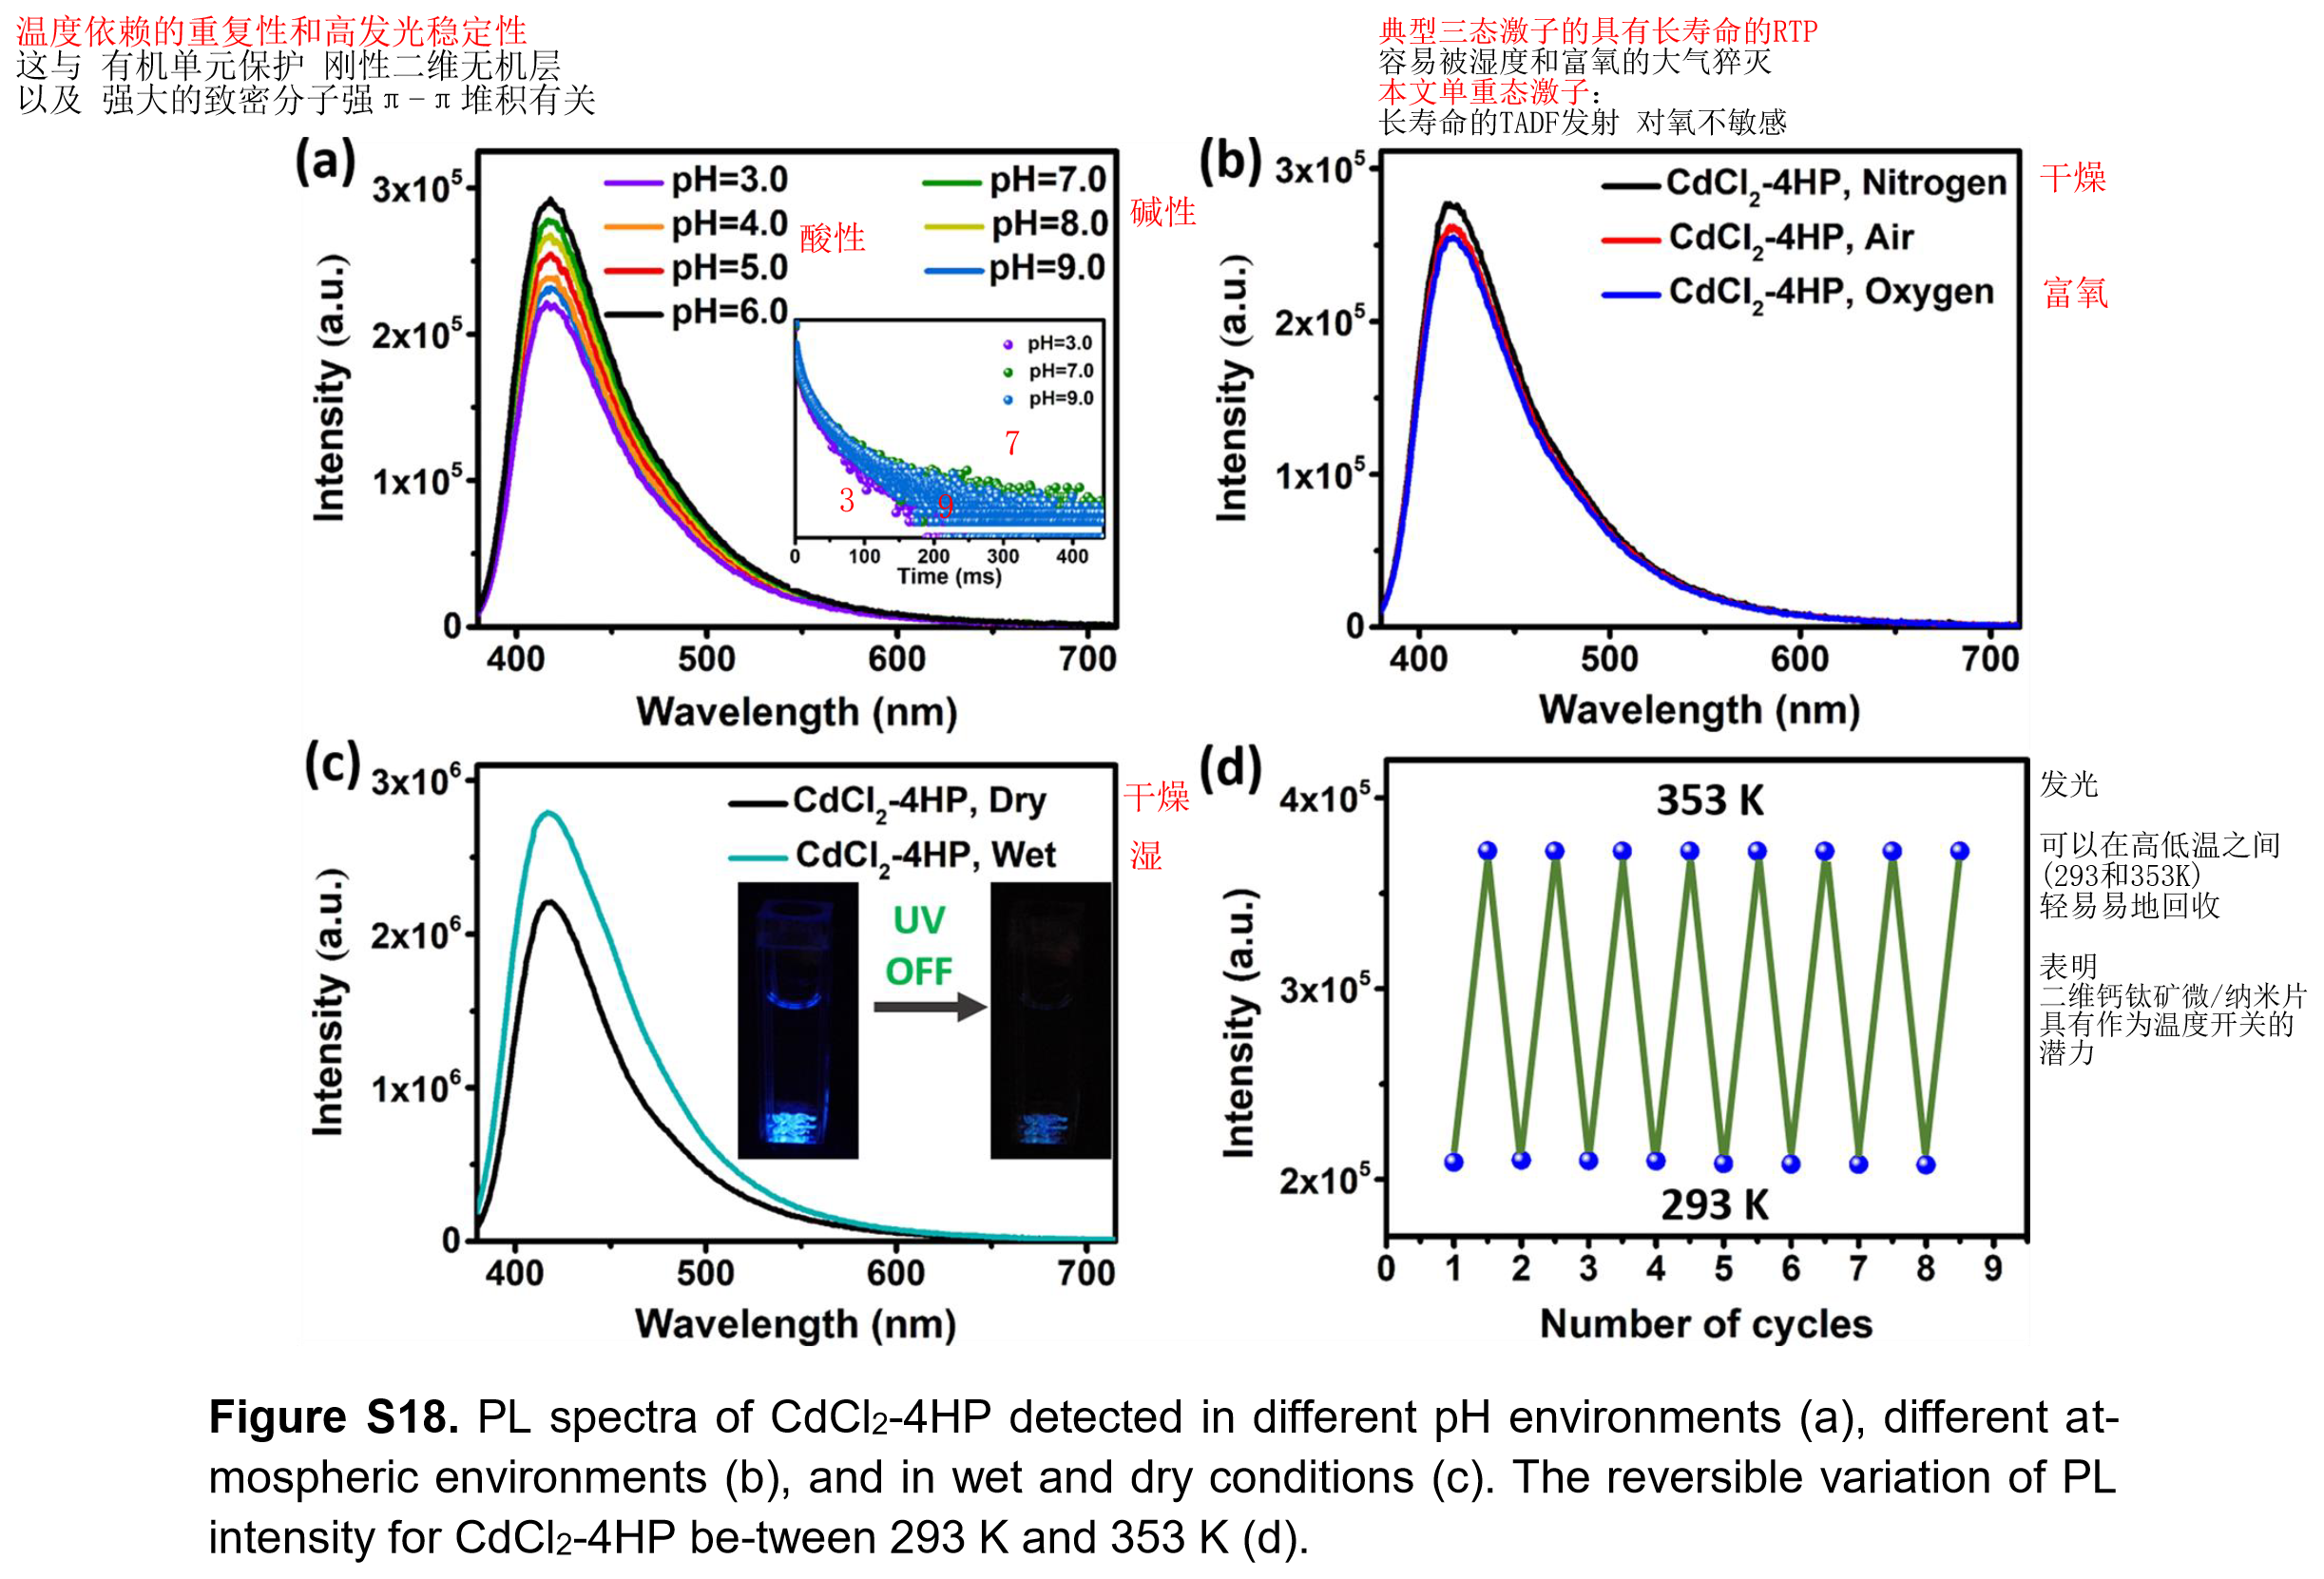 温度依赖的重复性和高发光稳定性
这与 有机单元保护 刚性二维无机层
以及 强大的致密分子强π-π堆积有关
典型三态激子的具有长寿命的RTP
容易被湿度和富氧的大气猝灭
本文单重态激子：
长寿命的TADF发射 对氧不敏感
(a)
3x10⁵
2x10⁵
1x10⁵
0
Intensity (a.u.)
pH=3.0
pH=4.0
pH=5.0
pH=6.0
pH=7.0
pH=8.0
pH=9.0
酸性
碱性
pH=3.0
pH=7.0
pH=9.0
7
3
9
0 100 200 300 400
Time (ms)
400 500 600 700
Wavelength (nm)
(b)
3x10⁵
2x10⁵
1x10⁵
0
Intensity (a.u.)
CdCl₂-4HP, Nitrogen
CdCl₂-4HP, Air
CdCl₂-4HP, Oxygen
干燥
富氧
400 500 600 700
Wavelength (nm)
(c)
3x10⁶
2x10⁶
1x10⁶
0
Intensity (a.u.)
CdCl₂-4HP, Dry
CdCl₂-4HP, Wet
干燥
湿
UV
OFF
400 500 600 700
Wavelength (nm)
(d)
4x10⁵
3x10⁵
2x10⁵
Intensity (a.u.)
353 K
293 K
0 1 2 3 4 5 6 7 8 9
Number of cycles
发光
可以在高低温之间
(293和353K)
轻易易地回收
表明
二维钙钛矿微/纳米片
具有作为温度开关的
潜力
Figure S18. PL spectra of CdCl₂-4HP detected in different pH environments (a), different at-
mospheric environments (b), and in wet and dry conditions (c). The reversible variation of PL
intensity for CdCl₂-4HP be-tween 293 K and 353 K (d).